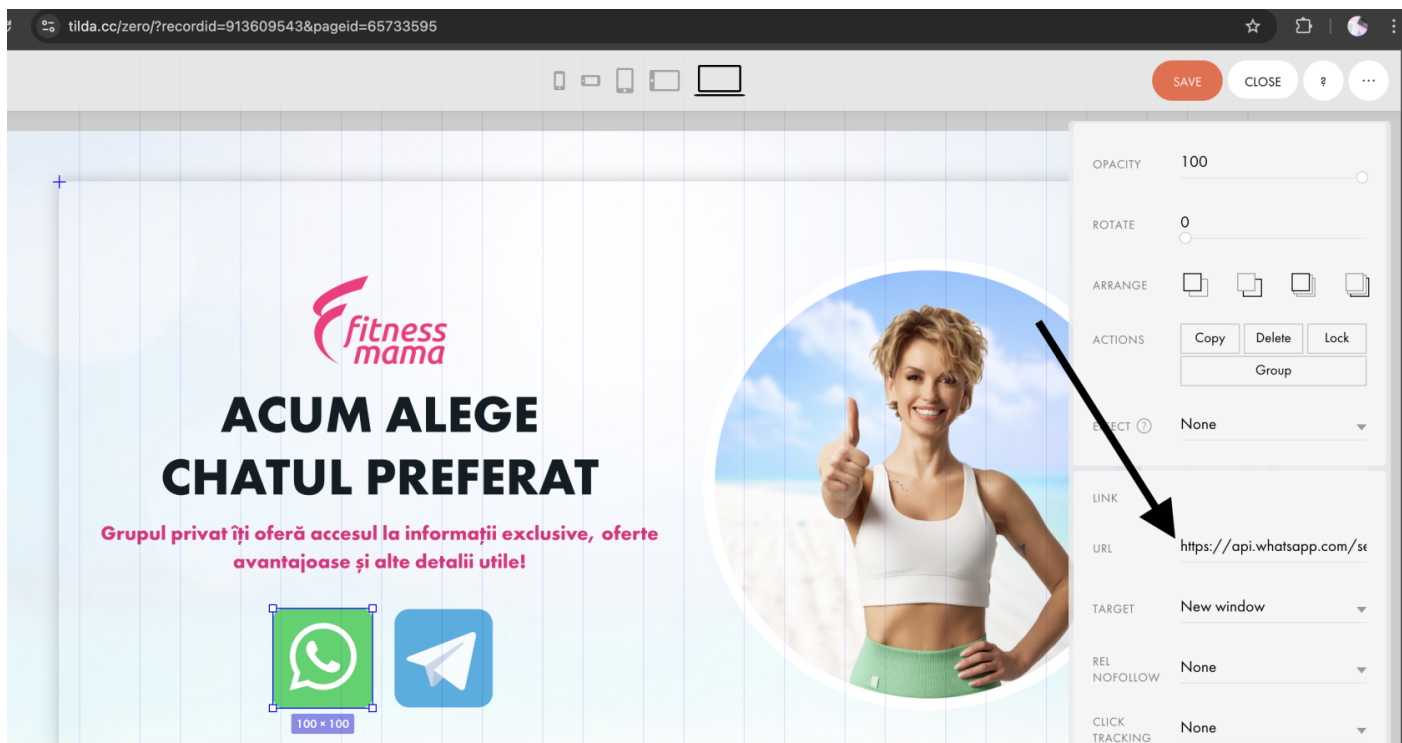 tilda.cc/zero/?recordid=913609543&pageid=65733595
SAVE
CLOSE
?
...
OPACITY 100
ROTATE 0
ARRANGE
ACTIONS Copy Delete Lock
Group
EFFECT ? None
LINK
URL https://api.whatsapp.com/se
TARGET New window
REL
NOFOLLOW
None
CLICK
TRACKING
None
fitness
mama
ACUM ALEGE
CHATUL PREFERAT
Grupul privat îți oferă accesul la informații exclusive, oferte
avantajoase și alte detalii utile!
100 × 100